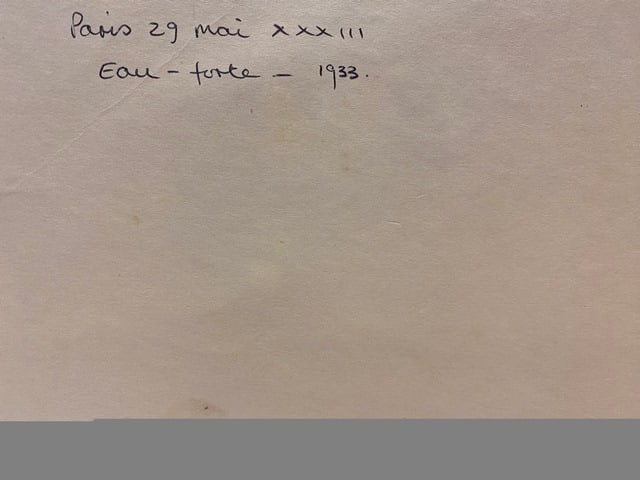 Paris 29 mai xxxiii
Eau-forte - 1933.